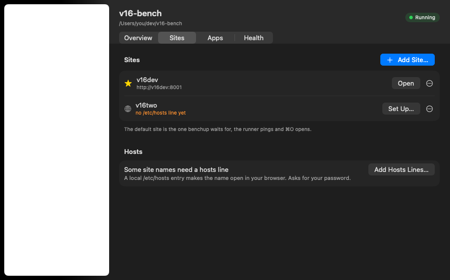 v16-bench
/Users/you/dev/v16-bench
Running
Overview
Sites
Apps
Health
Sites
+ Add Site...
v16dev
http://v16dev:8001
Open
v16two
no /etc/hosts line yet
Set Up...
The default site is the one benchup waits for, the runner pings and ⌘O opens.
Hosts
Some site names need a hosts line
A local /etc/hosts entry makes the name open in your browser. Asks for your password.
Add Hosts Lines...